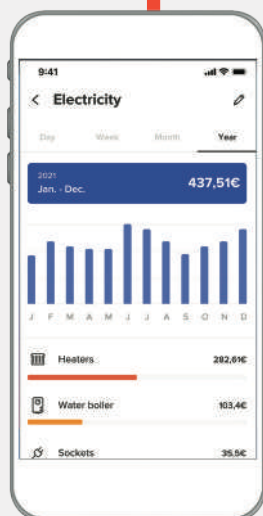 9:41
Electricity
Day Week Month Year
2021
Jan. - Dec.
437,51€
J F M A M J J A S O N D
Heaters 282,61€
Water boiler 103,4€
Sockets 35,5€